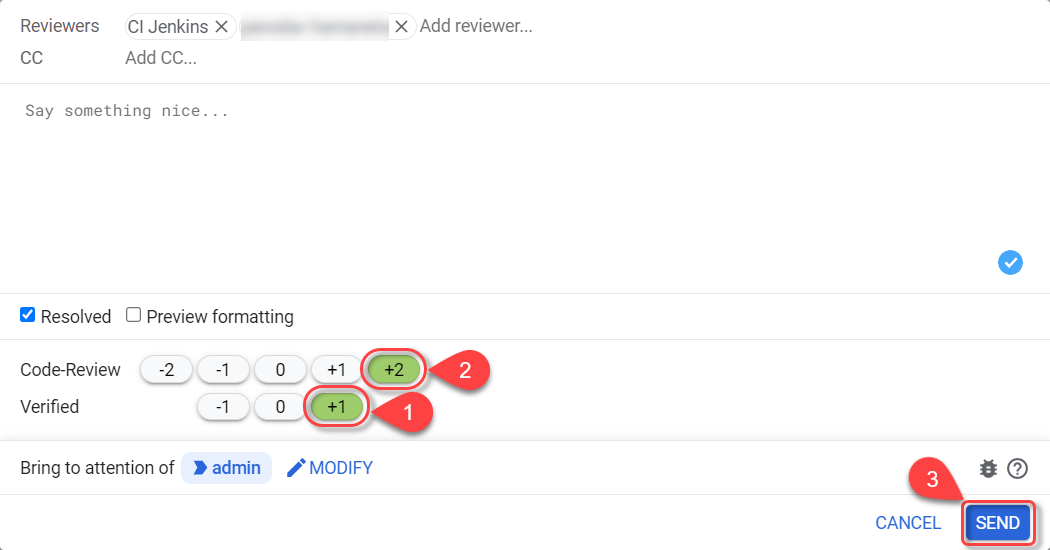 Reviewers CI Jenkins Add reviewer...
CC Add CC...
Say something nice...
Resolved Preview formatting
Code-Review -2 -1 0 +1 +2 2
Verified -1 0 +1 1
Bring to attention of admin MODIFY
3
CANCEL SEND